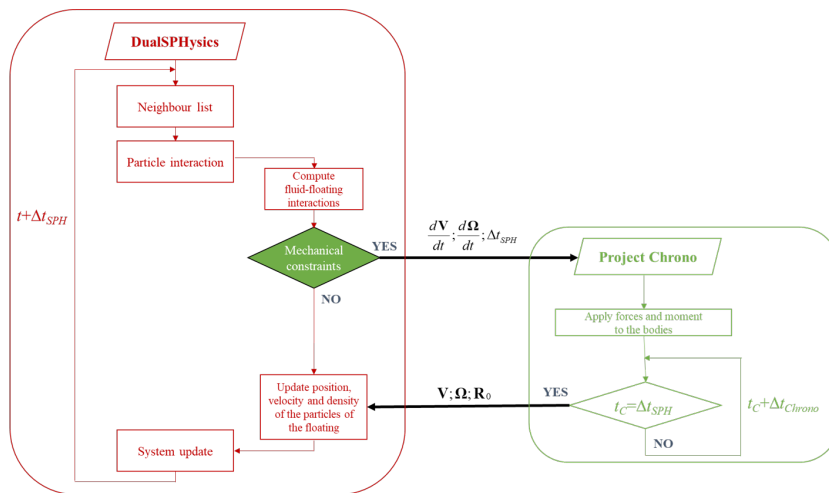 DualSPHysics
Neighbour list
Particle interaction
Compute
fluid-floating
interactions
t+Δt_SPH
Mechanical
constraints
YES
NO
dV/dt ; dΩ/dt ; Δt_SPH
Project Chrono
Apply forces and moment
to the bodies
t_C=Δt_SPH
YES
NO
t_C+Δt_Chrono
V; Ω; R_0
Update position,
velocity and density
of the particles of
the floating
System update